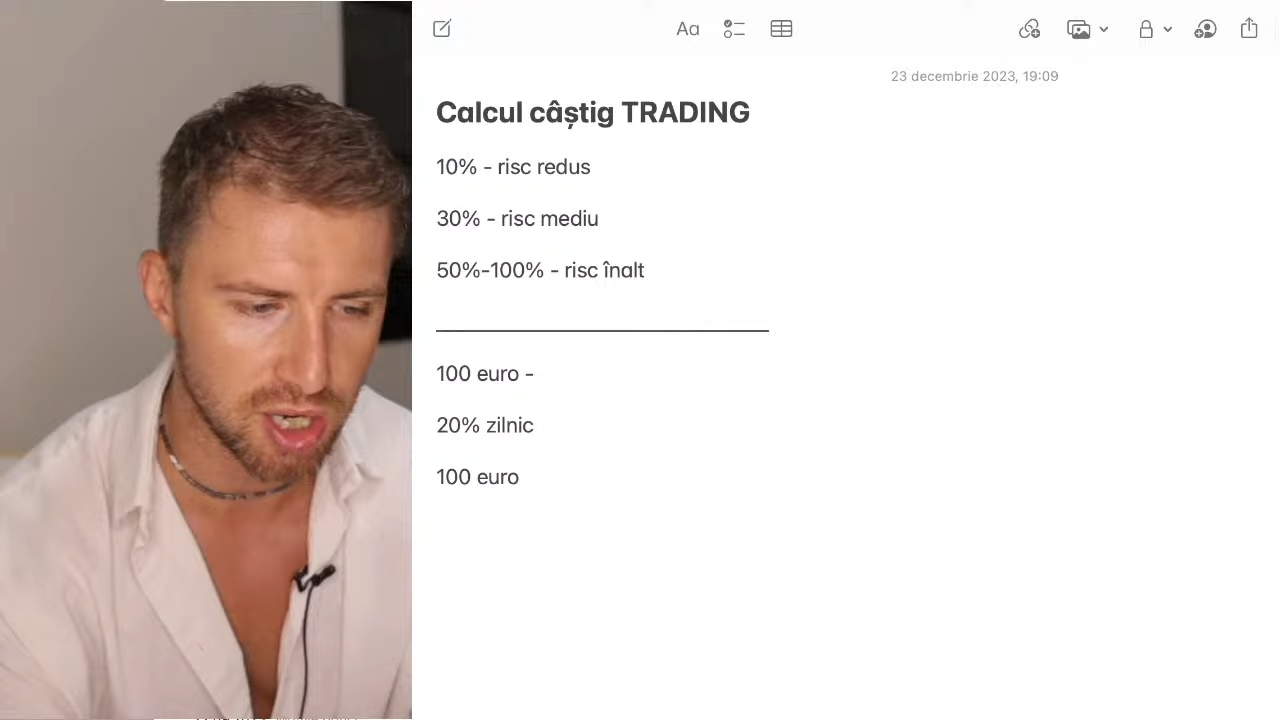 Aa
23 decembrie 2023, 19:09
Calcul câștig TRADING
10% - risc redus
30% - risc mediu
50%-100% - risc înalt
100 euro -
20% zilnic
100 euro